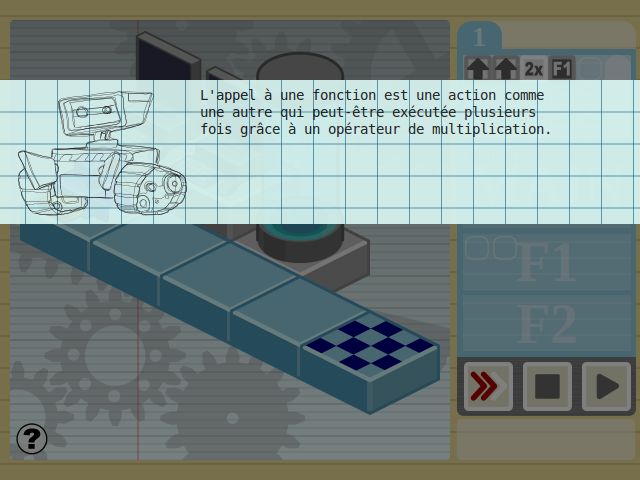 1
2x F1
L'appel à une fonction est une action comme
une autre qui peut-être exécutée plusieurs
fois grâce à un opérateur de multiplication.
F1
F2
?